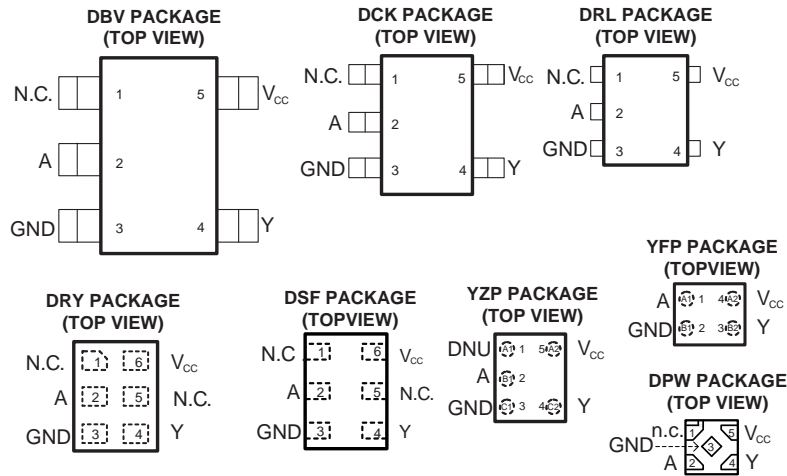 DBV PACKAGE
(TOP VIEW)
N.C. 1 5 VCC
A 2
GND 3 4 Y
DCK PACKAGE
(TOP VIEW)
N.C. 1 5 VCC
A 2
GND 3 4 Y
DRL PACKAGE
(TOP VIEW)
N.C. 1 5 VCC
A 2
GND 3 4 Y
DRY PACKAGE
(TOP VIEW)
N.C. 1 6 VCC
A 2 5 N.C.
GND 3 4 Y
DSF PACKAGE
(TOPVIEW)
N.C 1 6 VCC
A 2 5 N.C.
GND 3 4 Y
YZP PACKAGE
(TOP VIEW)
DNU A1 1 5 A2 VCC
A B1 2
GND C1 3 4 C2 Y
YFP PACKAGE
(TOPVIEW)
A A1 1 4 A2 VCC
GND B1 2 3 B2 Y
DPW PACKAGE
(TOP VIEW)
n.c. 1 5 VCC
GND 3
A 2 4 Y